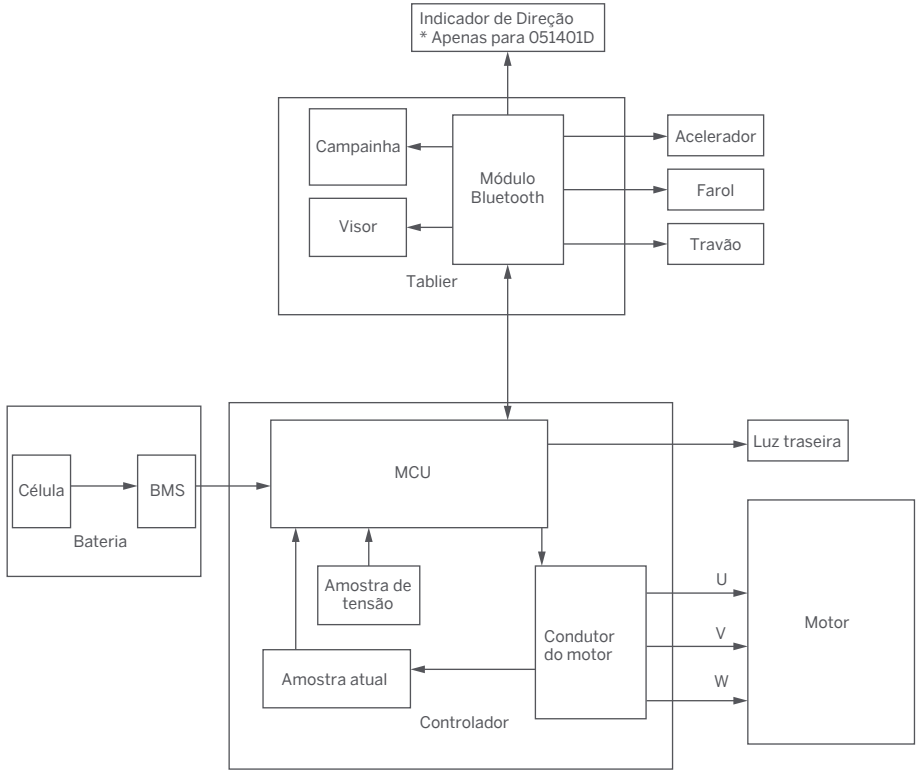 Indicador de Direção
* Apenas para 051401D
Campainha
Módulo
Bluetooth
Acelerador
Farol
Visor
Travão
Tablier
MCU
Luz traseira
Célula
BMS
Bateria
Amostra de
tensão
U
Condutor
do motor
V
Motor
Amostra atual
W
Controlador